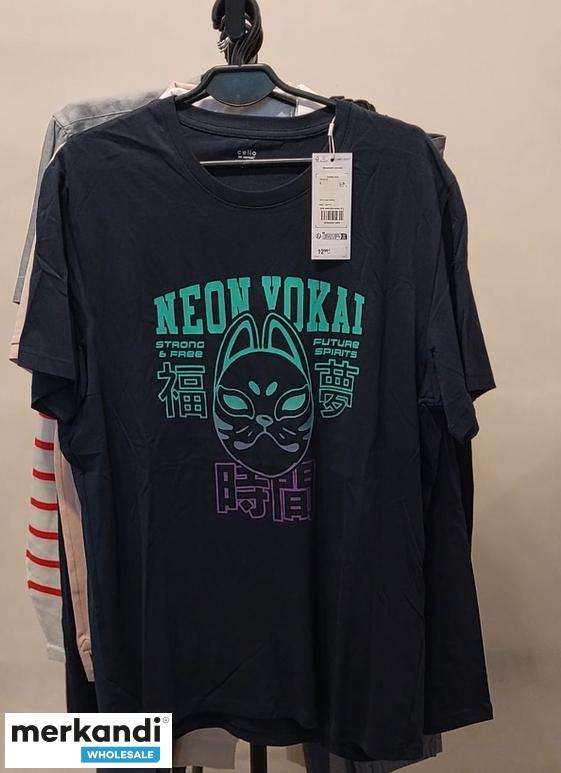 celio
NEON YOKAI
STRONG
& FREE
FUTURE
SPIRITS
福
夢
時間
merkandi®
WHOLESALE